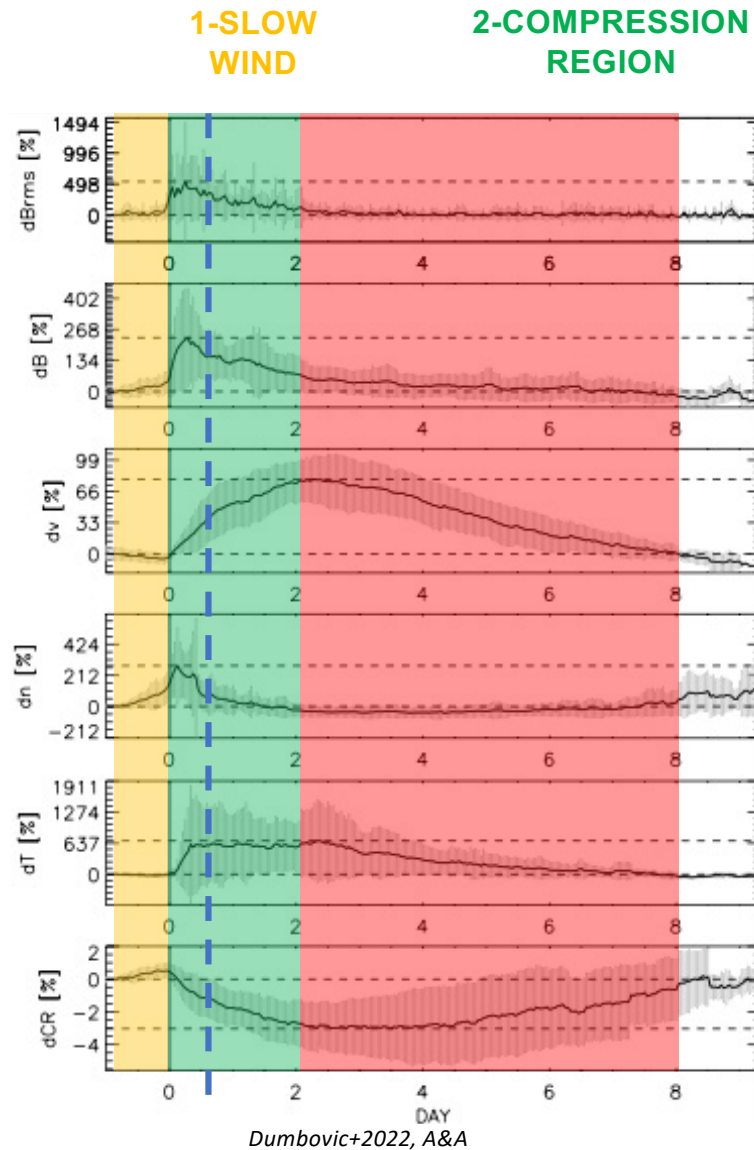 1-SLOW
WIND
2-COMPRESSION
REGION
dBrms [%]
1494
996
498
0
0 2 4 6 8
dB [%]
402
268
134
0
0 2 4 6 8
dv [%]
99
66
33
0
0 2 4 6 8
dn [%]
424
212
0
-212
0 2 4 6 8
dT [%]
1911
1274
637
0
0 2 4 6 8
dCR [%]
2
0
-2
-4
0 2 4 6 8
DAY
Dumbovic+2022, A&A